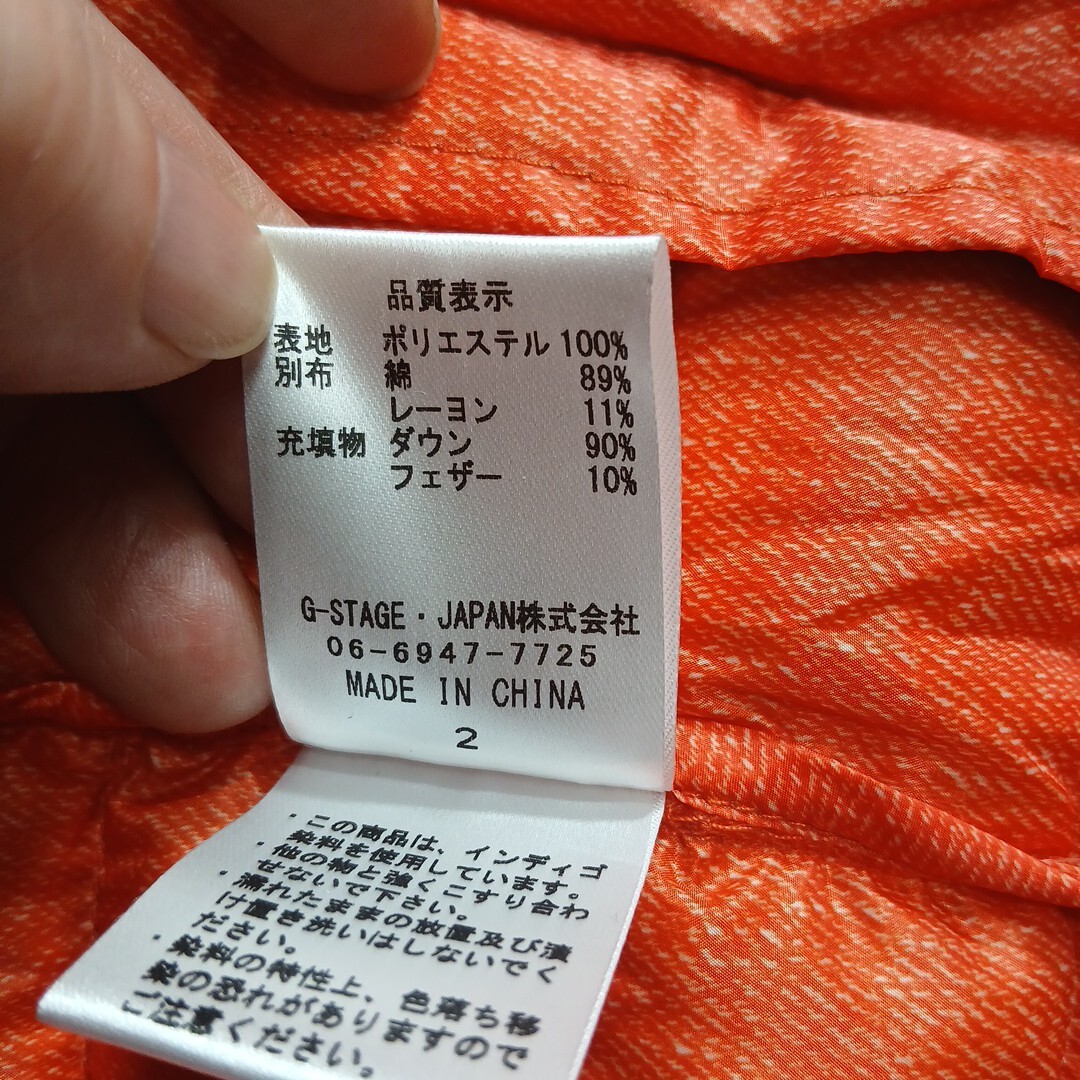 品質表示
表地 ポリエステル 100%
別布 綿 89%
レーヨン 11%
充填物 ダウン 90%
フェザー 10%
G-STAGE・JAPAN株式会社
06-6947-7725
MADE IN CHINA
2
・この商品は、インディゴ
染料を使用しています。
・他の物と強くこすり合わ
せないで下さい。
・濡れたままの放置及び漬
け置き洗いはしないでく
ださい。
・染料の特性上、色落ち移
染の恐れがありますので
ご注意ください。